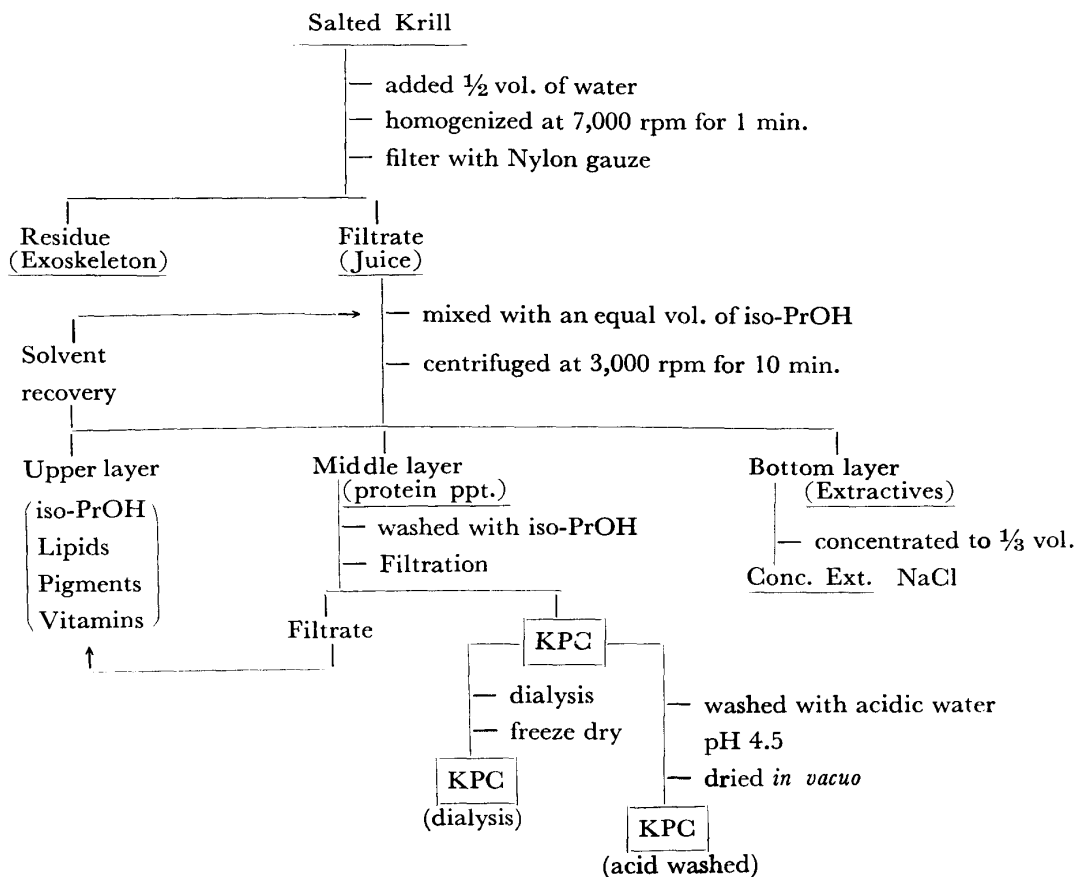 Salted Krill
— added ½ vol. of water
— homogenized at 7,000 rpm for 1 min.
— filter with Nylon gauze
Residue
(Exoskeleton)
Filtrate
(Juice)
— mixed with an equal vol. of iso-PrOH
— centrifuged at 3,000 rpm for 10 min.
Solvent
recovery
Upper layer
iso-PrOH
Lipids
Pigments
Vitamins
Middle layer
(protein ppt.)
— washed with iso-PrOH
— Filtration
Bottom layer
(Extractives)
— concentrated to ⅓ vol.
Conc. Ext. NaCl
Filtrate
KPC
— dialysis
— freeze dry
KPC
(dialysis)
— washed with acidic water
pH 4.5
— dried in vacuo
KPC
(acid washed)